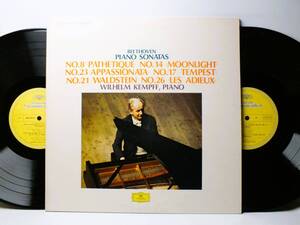 BEETHOVEN
PIANO SONATAS
NO.8 PATHETIQUE NO.14 MOONLIGHT
NO.23 APPASSIONATA NO.17 TEMPEST
NO.21 WALDSTEIN NO.26 LES ADIEUX
WILHELM KEMPFF, PIANO